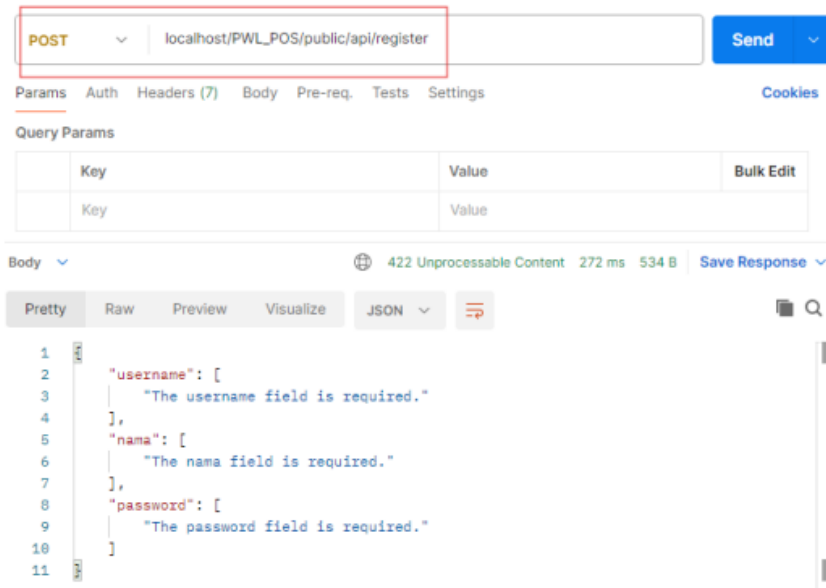 POST localhost/PWL_POS/public/api/register Send
Params Auth Headers (7) Body Pre-req. Tests Settings Cookies
Query Params
Key Value Bulk Edit
Key Value
Body 422 Unprocessable Content 272 ms 534 B Save Response
Pretty Raw Preview Visualize JSON
1 {
2 "username": [
3 "The username field is required."
4 ],
5 "nama": [
6 "The nama field is required."
7 ],
8 "password": [
9 "The password field is required."
10 ]
11 }